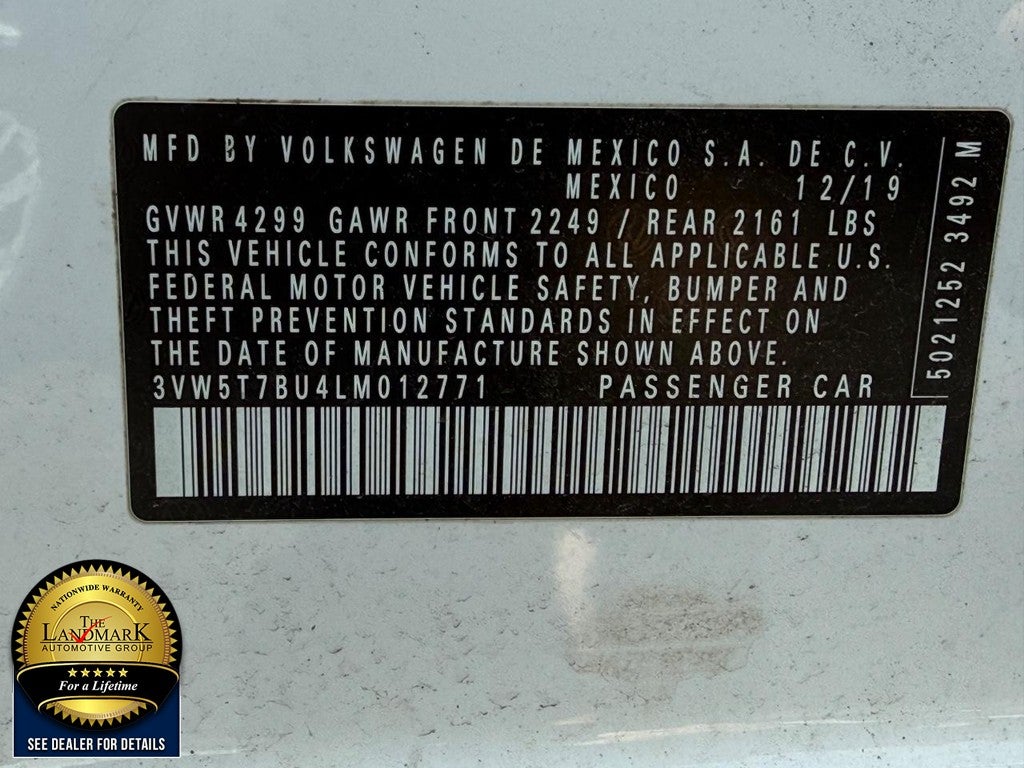 MFD BY VOLKSWAGEN DE MEXICO S.A. DE C.V.
MEXICO 12/19
GVWR 4299 GAWR FRONT 2249 / REAR 2161 LBS
THIS VEHICLE CONFORMS TO ALL APPLICABLE U.S.
FEDERAL MOTOR VEHICLE SAFETY, BUMPER AND
THEFT PREVENTION STANDARDS IN EFFECT ON
THE DATE OF MANUFACTURE SHOWN ABOVE.
3VW5T7BU4LM012771 PASSENGER CAR
5021252 3492 M
NATIONWIDE WARRANTY
THE
LANDMARK
AUTOMOTIVE GROUP
For a Lifetime
SEE DEALER FOR DETAILS